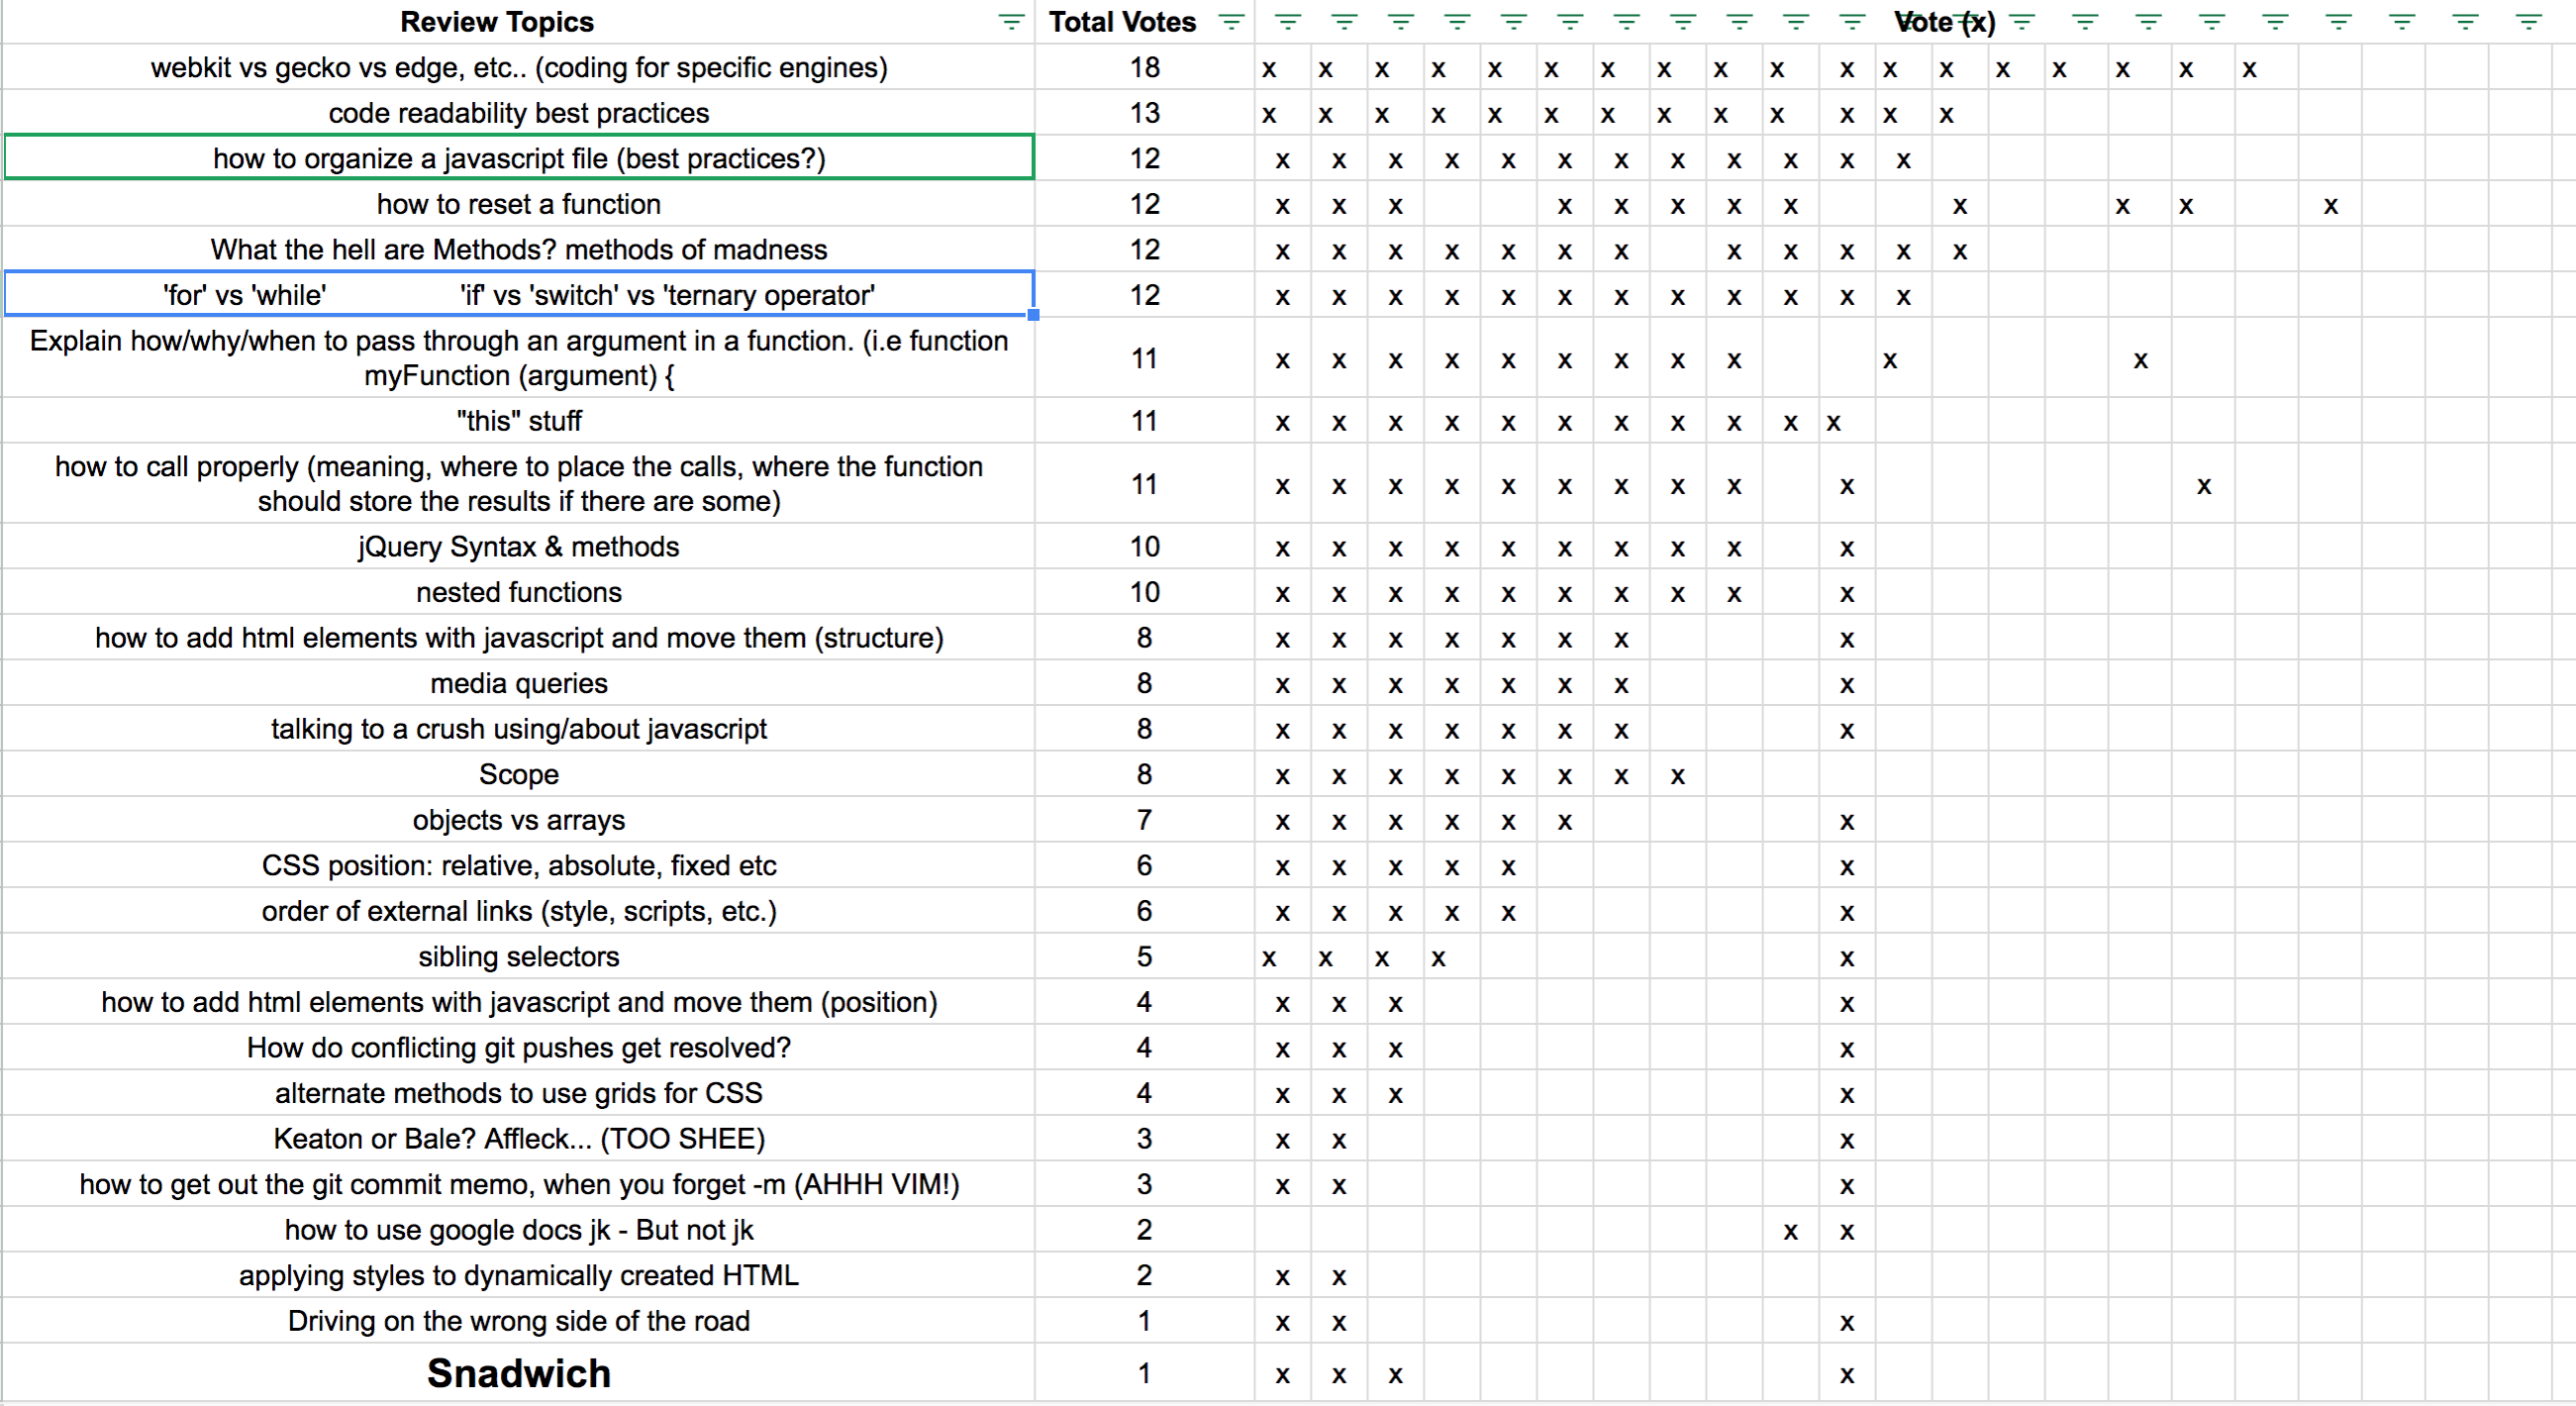 Review Topics Total Votes Vote (x)
webkit vs gecko vs edge, etc.. (coding for specific engines) 18 x x x x x x x x x x x x x x x x x x
code readability best practices 13 x x x x x x x x x x x x x
how to organize a javascript file (best practices?) 12 x x x x x x x x x x x x
how to reset a function 12 x x x x x x x x x x x x
What the hell are Methods? methods of madness 12 x x x x x x x x x x x x
'for' vs 'while' 'if' vs 'switch' vs 'ternary operator' 12 x x x x x x x x x x x x
Explain how/why/when to pass through an argument in a function. (i.e function
myFunction (argument) { 11 x x x x x x x x x x x
"this" stuff 11 x x x x x x x x x x x
how to call properly (meaning, where to place the calls, where the function
should store the results if there are some) 11 x x x x x x x x x x x
jQuery Syntax & methods 10 x x x x x x x x x x
nested functions 10 x x x x x x x x x x
how to add html elements with javascript and move them (structure) 8 x x x x x x x x
media queries 8 x x x x x x x x
talking to a crush using/about javascript 8 x x x x x x x x
Scope 8 x x x x x x x x
objects vs arrays 7 x x x x x x x
CSS position: relative, absolute, fixed etc 6 x x x x x x
order of external links (style, scripts, etc.) 6 x x x x x x
sibling selectors 5 x x x x x
how to add html elements with javascript and move them (position) 4 x x x x
How do conflicting git pushes get resolved? 4 x x x x
alternate methods to use grids for CSS 4 x x x x
Keaton or Bale? Affleck... (TOO SHEE) 3 x x x
how to get out the git commit memo, when you forget -m (AHHH VIM!) 3 x x x
how to use google docs jk - But not jk 2 x x
applying styles to dynamically created HTML 2 x x
Driving on the wrong side of the road 1 x x x
Snadwich 1 x x x x